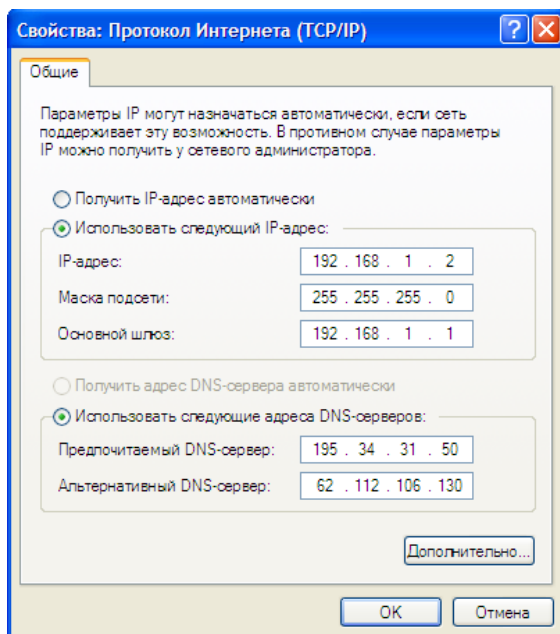 Свойства: Протокол Интернета (TCP/IP)
Общие
Параметры IP могут назначаться автоматически, если сеть
поддерживает эту возможность. В противном случае параметры
IP можно получить у сетевого администратора.
Получить IP-адрес автоматически
Использовать следующий IP-адрес:
IP-адрес: 192 . 168 . 1 . 2
Маска подсети: 255 . 255 . 255 . 0
Основной шлюз: 192 . 168 . 1 . 1
Получить адрес DNS-сервера автоматически
Использовать следующие адреса DNS-серверов:
Предпочитаемый DNS-сервер: 195 . 34 . 31 . 50
Альтернативный DNS-сервер: 62 . 112 . 106 . 130
Дополнительно...
OK Отмена